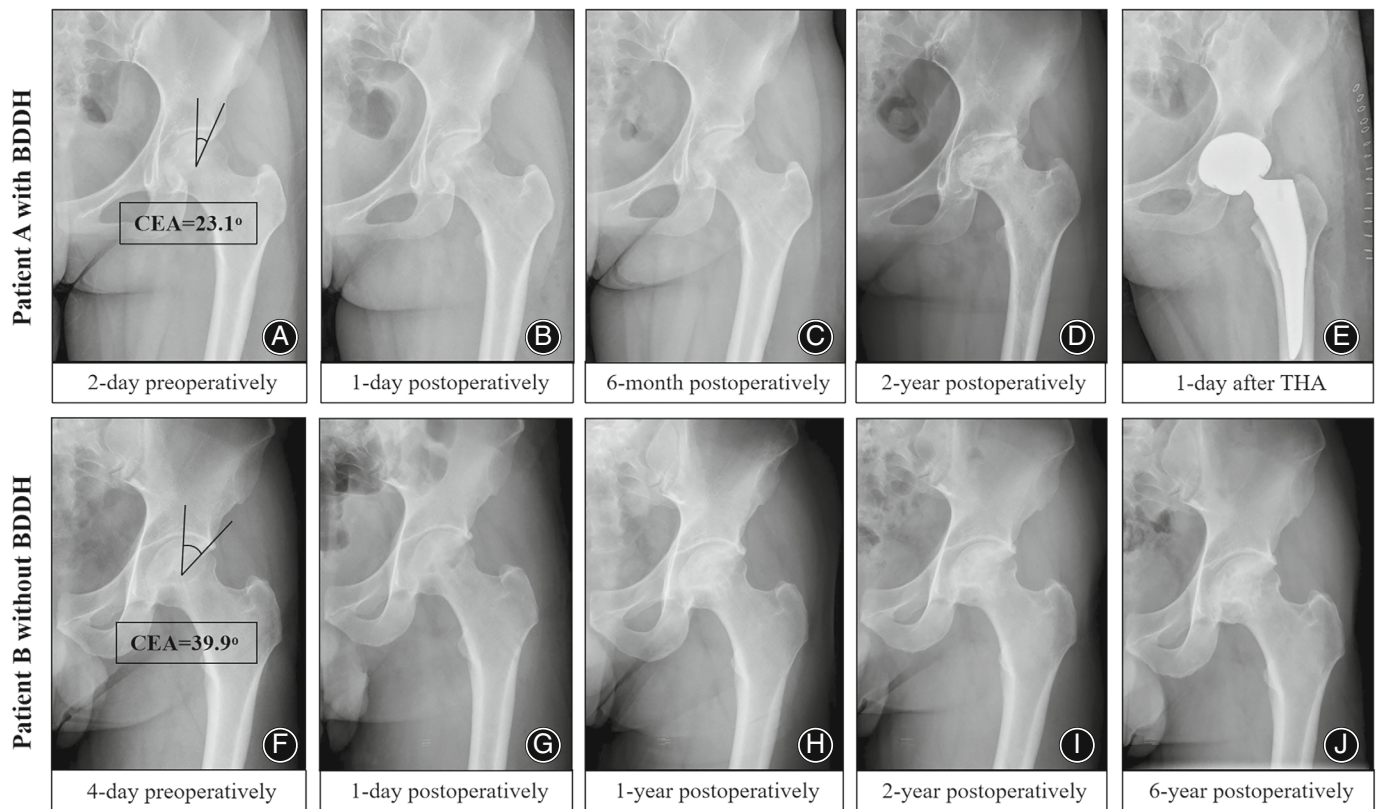 Patient A with BDDH
CEA=23.1°
A
B
C
D
E
2-day preoperatively
1-day postoperatively
6-month postoperatively
2-year postoperatively
1-day after THA
Patient B without BDDH
CEA=39.9°
F
G
H
I
J
4-day preoperatively
1-day postoperatively
1-year postoperatively
2-year postoperatively
6-year postoperatively